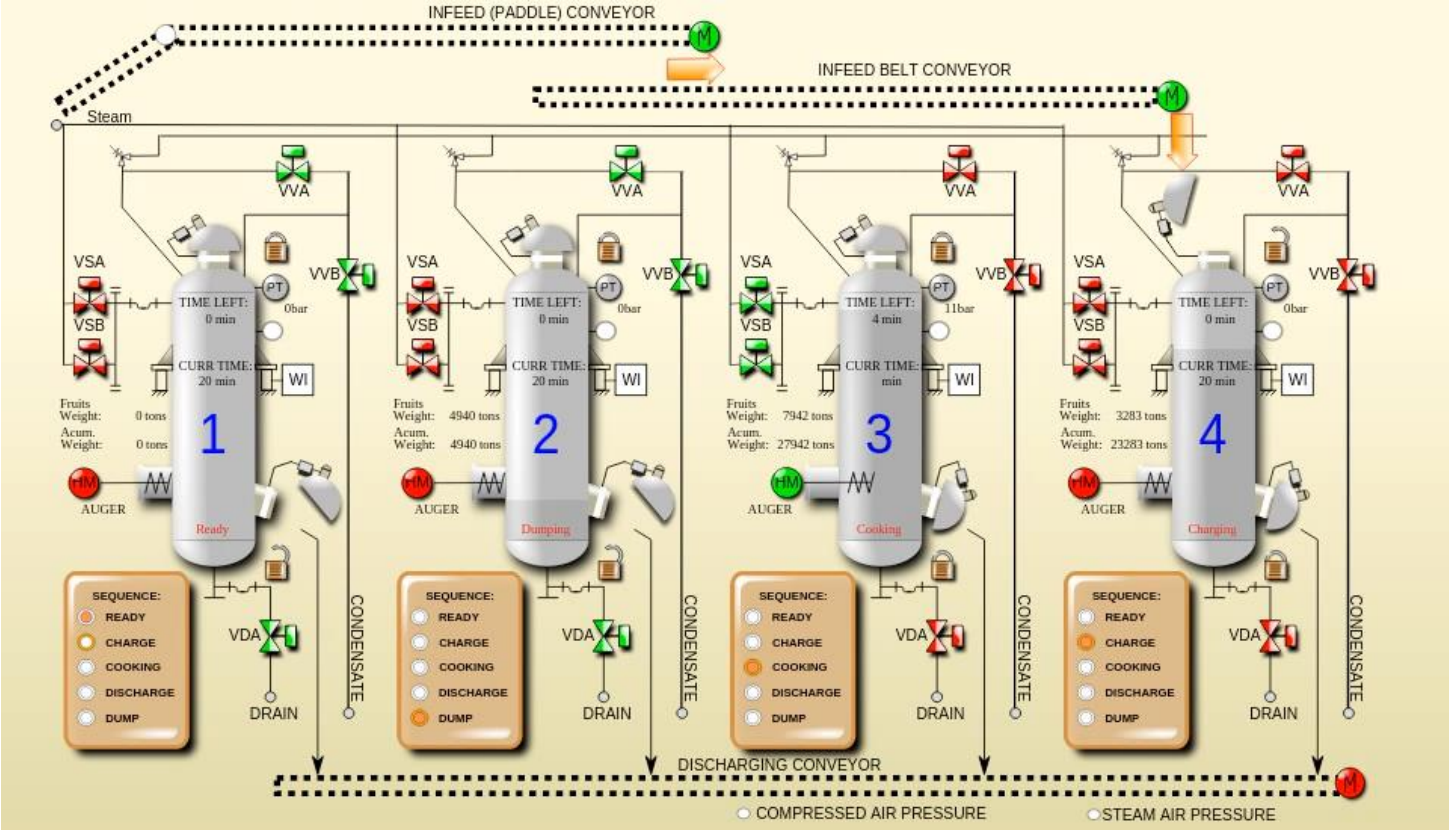 INFEED (PADDLE) CONVEYOR
M
INFEED BELT CONVEYOR
M
Steam
VVA
VVA
VVA
VVA
VSA
VVB
PT
0bar
VSB
TIME LEFT:
0 min
CURR TIME:
20 min
WI
Fruits
Weight: 0 tons
Acum.
Weight: 0 tons
1
HM
AUGER
Ready
VSA
VVB
PT
0bar
VSB
TIME LEFT:
0 min
CURR TIME:
20 min
WI
Fruits
Weight: 4940 tons
Acum.
Weight: 4940 tons
2
HM
AUGER
Dumping
VSA
VVB
PT
11bar
VSB
TIME LEFT:
4 min
CURR TIME:
min
WI
Fruits
Weight: 7942 tons
Acum.
Weight: 27942 tons
3
HM
AUGER
Cooking
VSA
VVB
PT
0bar
VSB
TIME LEFT:
0 min
CURR TIME:
20 min
WI
Fruits
Weight: 3283 tons
Acum.
Weight: 23283 tons
4
HM
AUGER
Charging
SEQUENCE:
READY
CHARGE
COOKING
DISCHARGE
DUMP
VDA
DRAIN
CONDENSATE
SEQUENCE:
READY
CHARGE
COOKING
DISCHARGE
DUMP
VDA
DRAIN
CONDENSATE
SEQUENCE:
READY
CHARGE
COOKING
DISCHARGE
DUMP
VDA
DRAIN
CONDENSATE
SEQUENCE:
READY
CHARGE
COOKING
DISCHARGE
DUMP
VDA
DRAIN
CONDENSATE
DISCHARGING CONVEYOR
M
COMPRESSED AIR PRESSURE
STEAM AIR PRESSURE